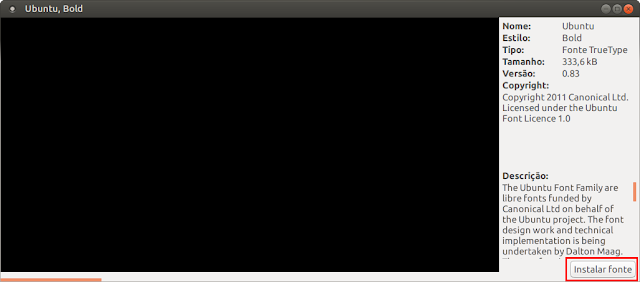 Ubuntu, Bold
Nome: Ubuntu
Estilo: Bold
Tipo: Fonte TrueType
Tamanho: 333,6 kB
Versão: 0.83
Copyright:
Copyright 2011 Canonical Ltd.
Licensed under the Ubuntu
Font Licence 1.0
Descrição:
The Ubuntu Font Family are
libre fonts funded by
Canonical Ltd on behalf of
the Ubuntu project. The font
design work and technical
implementation is being
undertaken by Dalton Maag.
Instalar fonte